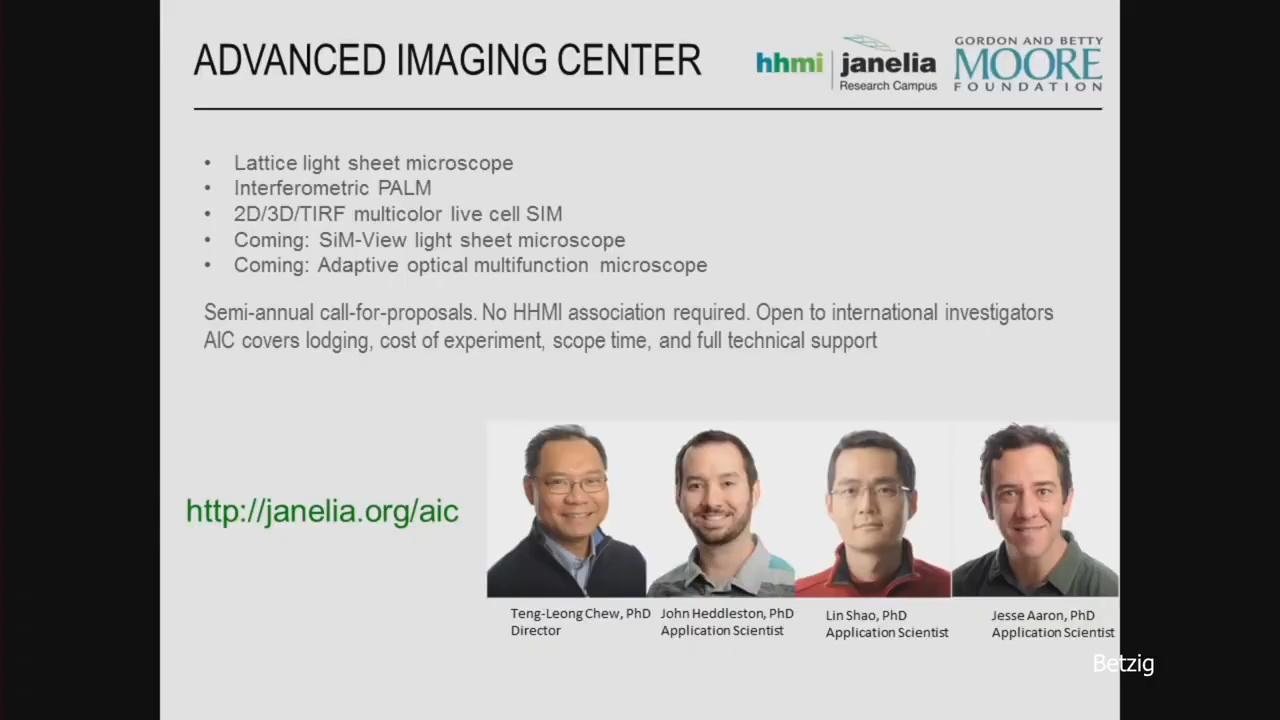 ADVANCED IMAGING CENTER
hhmi janelia Research Campus
GORDON AND BETTY MOORE FOUNDATION
• Lattice light sheet microscope
• Interferometric PALM
• 2D/3D/TIRF multicolor live cell SIM
• Coming: SiM-View light sheet microscope
• Coming: Adaptive optical multifunction microscope
Semi-annual call-for-proposals. No HHMI association required. Open to international investigators
AIC covers lodging, cost of experiment, scope time, and full technical support
http://janelia.org/aic
Teng-Leong Chew, PhD
Director
John Heddleston, PhD
Application Scientist
Lin Shao, PhD
Application Scientist
Jesse Aaron, PhD
Application Scientist
Betzig